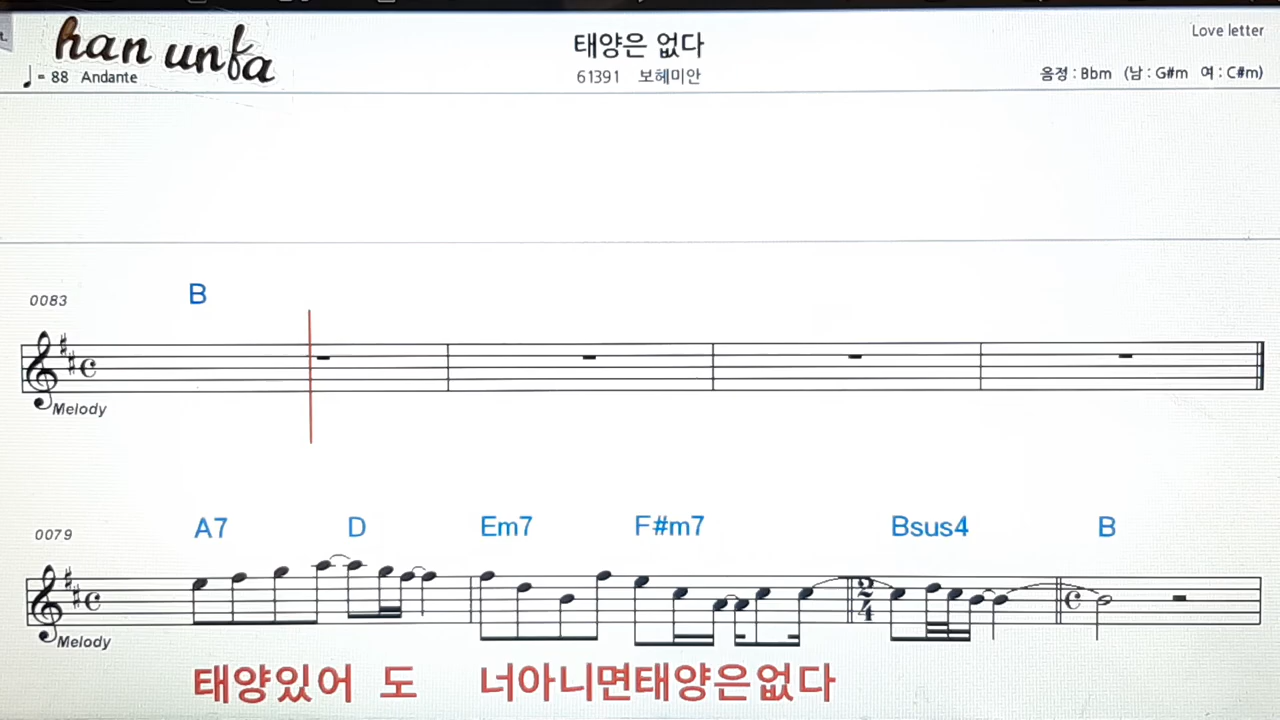 han unfa
태양은 없다
Love letter
♩= 88 Andante
61391 보헤미안
음정 : Bbm (남 : G#m 여 : C#m)
0083
B
Melody
0079
A7 D Em7 F#m7 Bsus4 B
2
4
Melody
태양있어 도 너아니면태양은없다